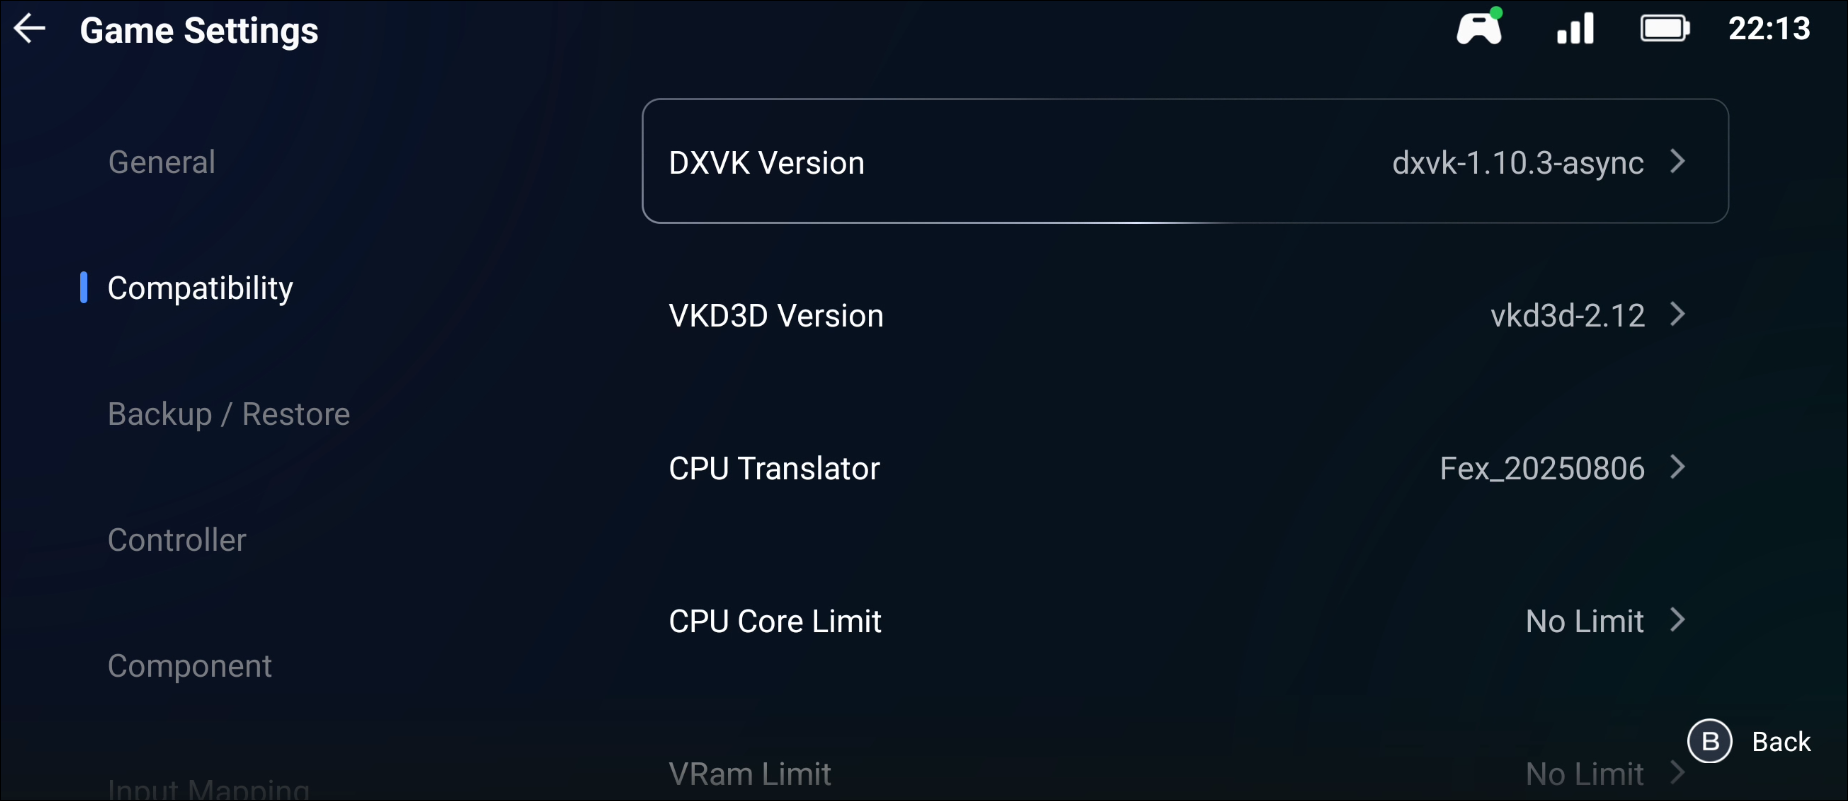 Game Settings
22:13
General
Compatibility
Backup / Restore
Controller
Component
Input Mapping
DXVK Version
dxvk-1.10.3-async
VKD3D Version
vkd3d-2.12
CPU Translator
Fex_20250806
CPU Core Limit
No Limit
VRam Limit
No Limit
B Back